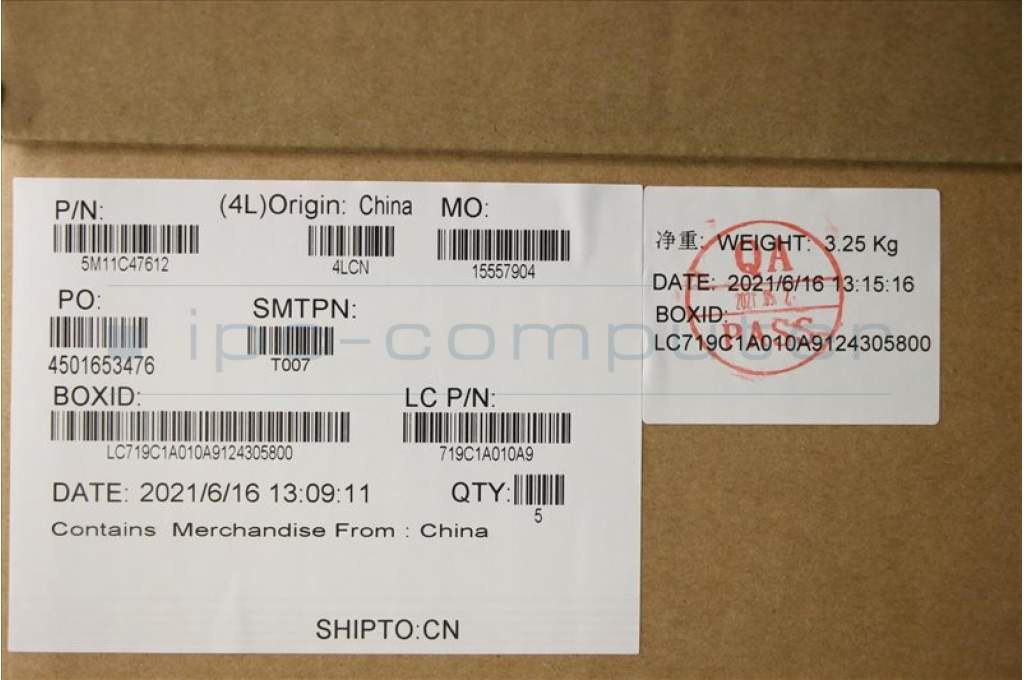 P/N:
(4L)Origin: China
MO:
5M11C47612
4LCN
15557904
PO:
SMTPN:
4501653476
T007
BOXID:
LC P/N:
LC719C1A010A9124305800
719C1A010A9
DATE: 2021/6/16 13:09:11
QTY:
5
Contains Merchandise From : China
SHIPTO:CN
净重: WEIGHT: 3.25 Kg
QA
DATE: 2021/6/16 13:15:16
BOXID:
PASS
LC719C1A010A9124305800
ipc-computer